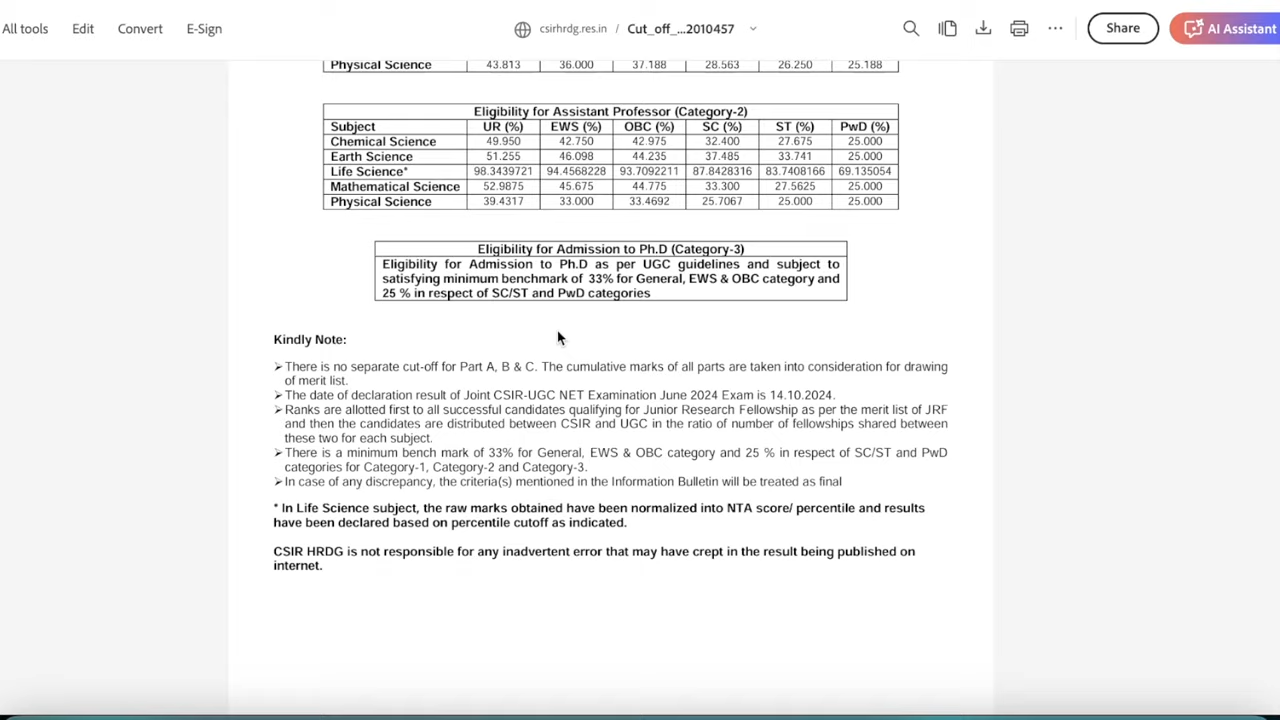 All tools Edit Convert E-Sign csirhrdg.res.in / Cut_off_...2010457 ... Share AI Assistant
Physical Science 43.813 36.000 37.188 28.563 26.250 25.188
Eligibility for Assistant Professor (Category-2)
Subject UR (%) EWS (%) OBC (%) SC (%) ST (%) PwD (%)
Chemical Science 49.950 42.750 42.975 32.400 27.675 25.000
Earth Science 51.255 46.098 44.235 37.485 33.741 25.000
Life Science* 98.3439721 94.4568228 93.7092211 87.8428316 83.7408166 69.135054
Mathematical Science 52.9875 45.675 44.775 33.300 27.5625 25.000
Physical Science 39.4317 33.000 33.4692 25.7067 25.000 25.000
Eligibility for Admission to Ph.D (Category-3)
Eligibility for Admission to Ph.D as per UGC guidelines and subject to
satisfying minimum benchmark of 33% for General, EWS & OBC category and
25 % in respect of SC/ST and PwD categories
Kindly Note:
➢ There is no separate cut-off for Part A, B & C. The cumulative marks of all parts are taken into consideration for drawing
of merit list.
➢ The date of declaration result of Joint CSIR-UGC NET Examination June 2024 Exam is 14.10.2024.
➢ Ranks are allotted first to all successful candidates qualifying for Junior Research Fellowship as per the merit list of JRF
and then the candidates are distributed between CSIR and UGC in the ratio of number of fellowships shared between
these two for each subject.
➢ There is a minimum bench mark of 33% for General, EWS & OBC category and 25 % in respect of SC/ST and PwD
categories for Category-1, Category-2 and Category-3.
➢ In case of any discrepancy, the criteria(s) mentioned in the Information Bulletin will be treated as final
* In Life Science subject, the raw marks obtained have been normalized into NTA score/ percentile and results
have been declared based on percentile cutoff as indicated.
CSIR HRDG is not responsible for any inadvertent error that may have crept in the result being published on
internet.